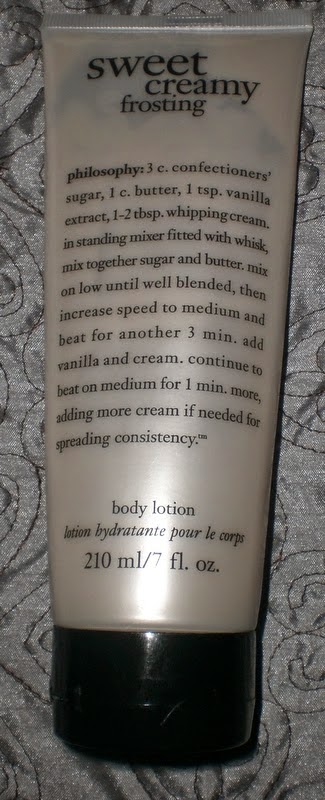 sweet
creamy
frosting
philosophy: 3 c. confectioners'
sugar, 1 c. butter, 1 tsp. vanilla
extract, 1-2 tbsp. whipping cream.
in standing mixer fitted with whisk,
mix together sugar and butter. mix
on low until well blended, then
increase speed to medium and
beat for another 3 min. add
vanilla and cream. continue to
beat on medium for 1 min. more,
adding more cream if needed for
spreading consistency.™
body lotion
lotion hydratante pour le corps
210 ml/7 fl. oz.